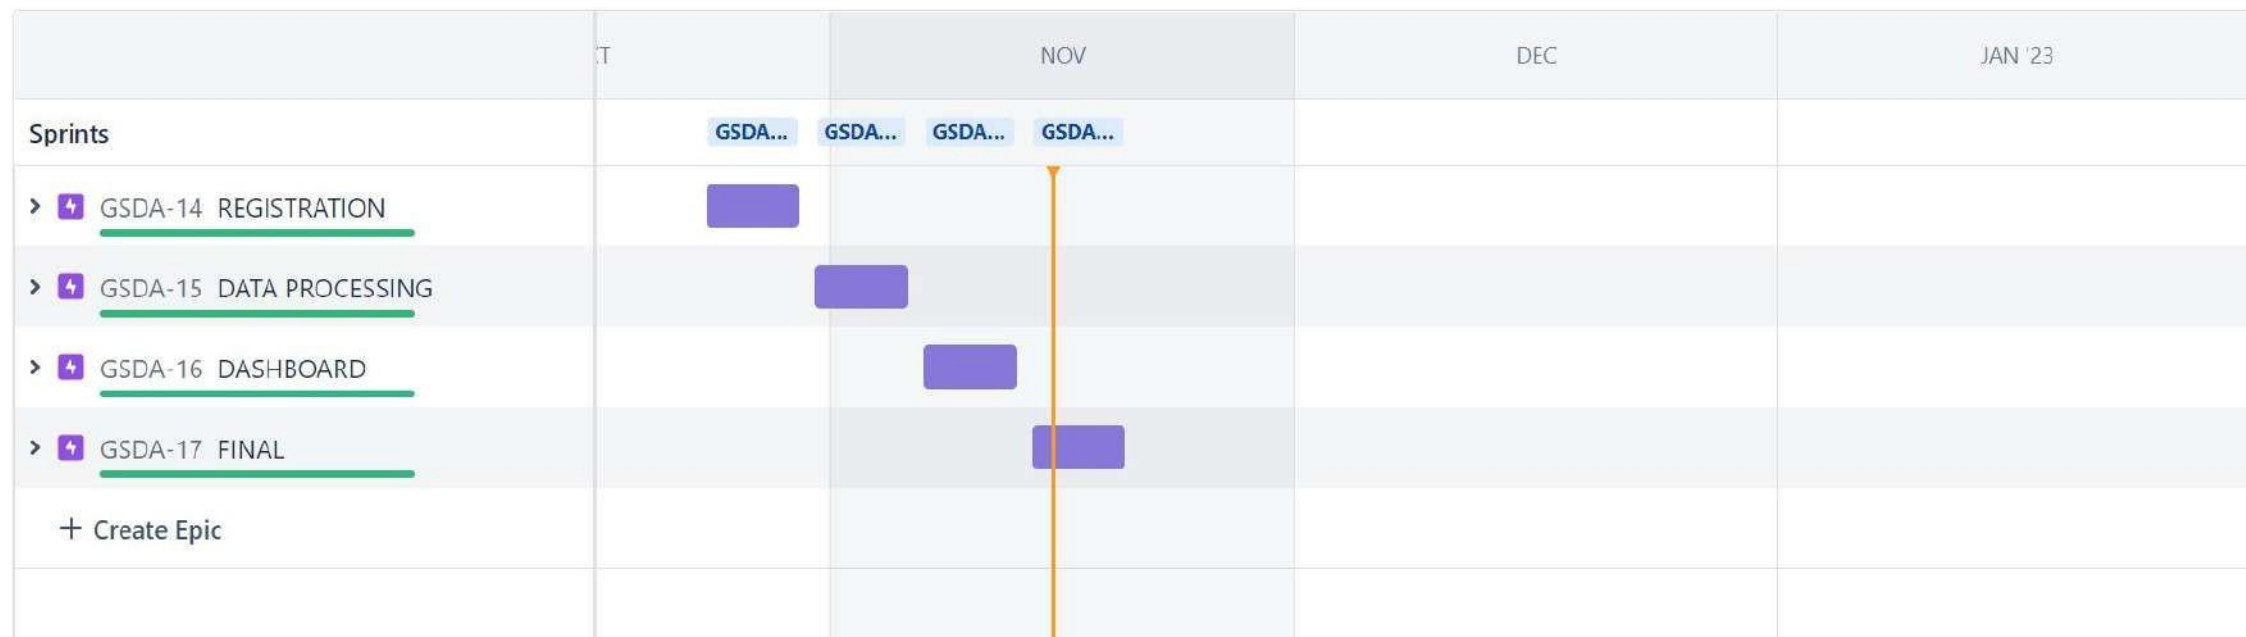 NOV DEC JAN '23
Sprints GSDA... GSDA... GSDA... GSDA...
GSDA-14 REGISTRATION
GSDA-15 DATA PROCESSING
GSDA-16 DASHBOARD
GSDA-17 FINAL
+ Create Epic